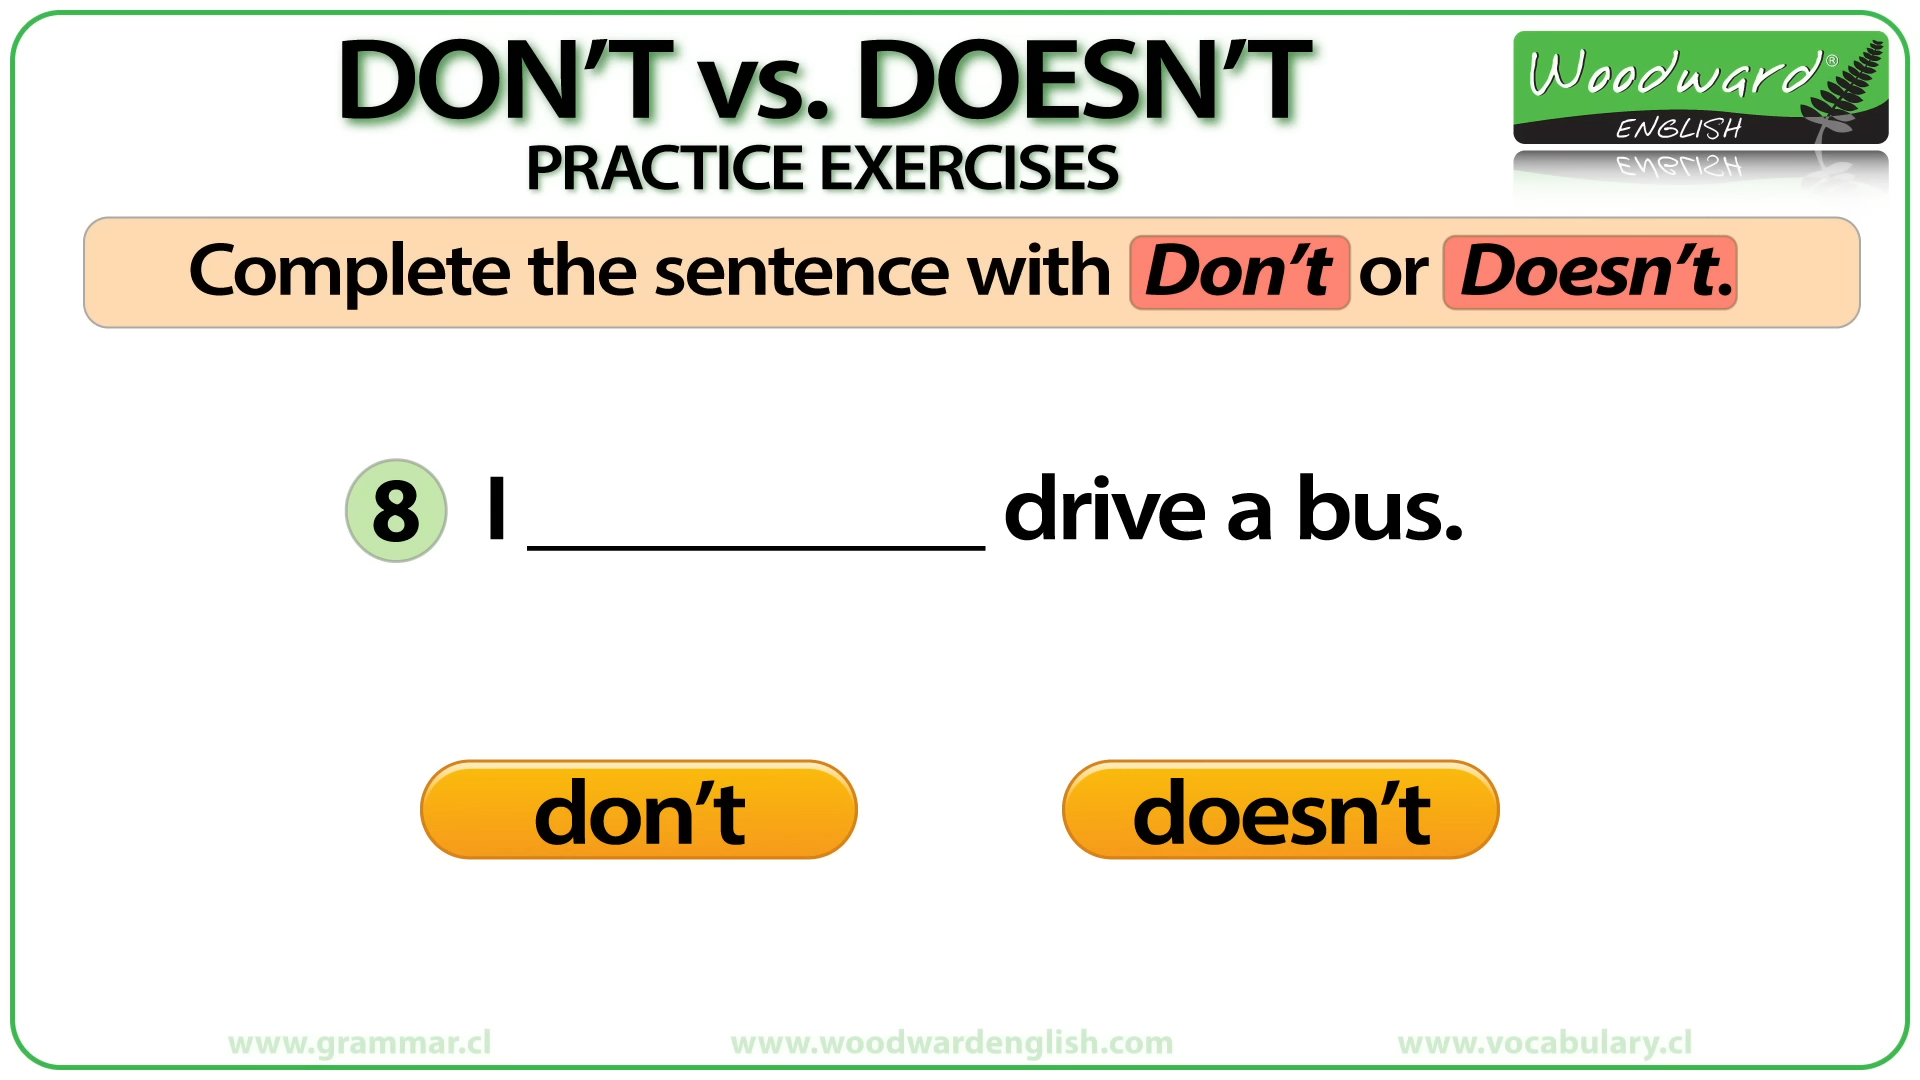 DON’T vs. DOESN’T
PRACTICE EXERCISES
Woodward®
ENGLISH
Complete the sentence with Don’t or Doesn’t.
8 I ____________ drive a bus.
don’t doesn’t
www.grammar.cl www.woodwardenglish.com www.vocabulary.cl